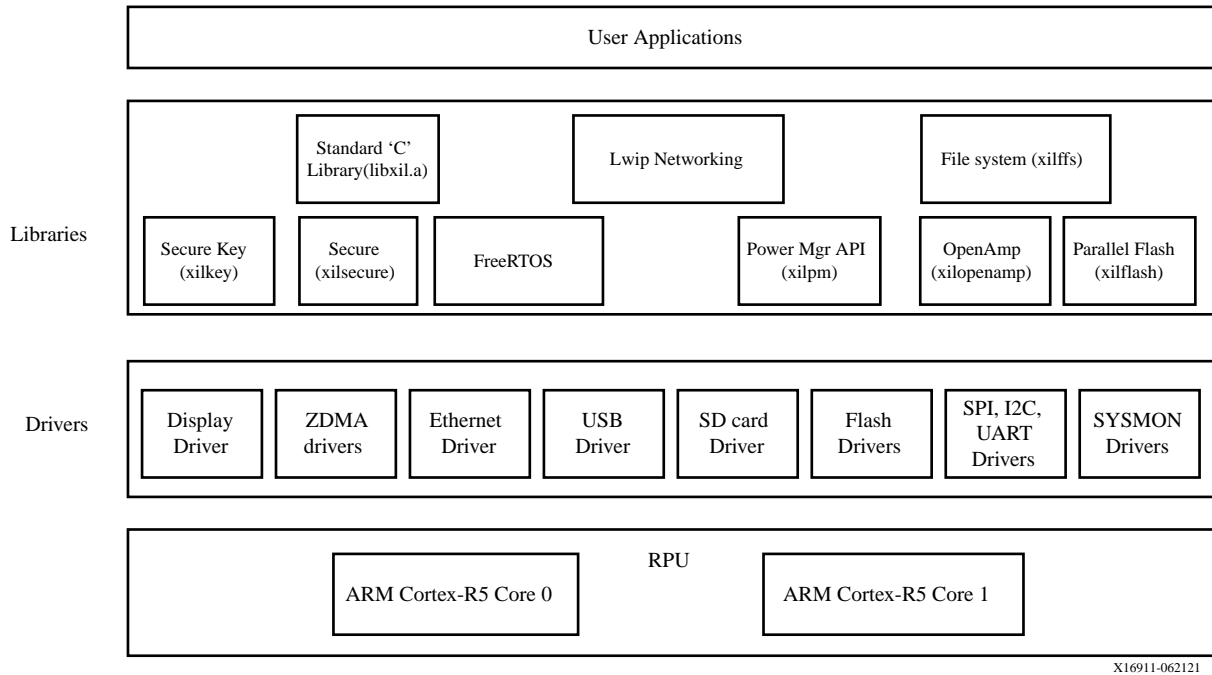 User Applications
Standard ‘C’
Library(libxil.a)
Lwip Networking
File system (xilffs)
Libraries
Secure Key
(xilkey)
Secure
(xilsecure)
FreeRTOS
Power Mgr API
(xilpm)
OpenAmp
(xilopenamp)
Parallel Flash
(xilflash)
Drivers
Display
Driver
ZDMA
drivers
Ethernet
Driver
USB
Driver
SD card
Driver
Flash
Drivers
SPI, I2C,
UART
Drivers
SYSMON
Drivers
RPU
ARM Cortex-R5 Core 0
ARM Cortex-R5 Core 1
X16911-062121